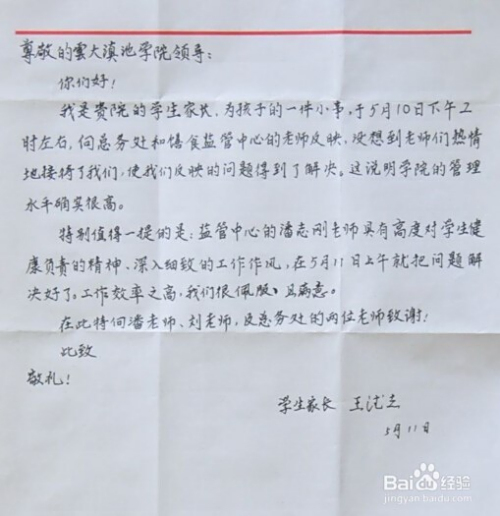 尊敬的雲大滇池学院领导：
你们好！
我是贵院的学生家长，为孩子的一件小事，于5月10日下午2
时左右，向总务处和膳食监管中心的老师反映，没想到老师们热情
地接待了我们，使我们反映的问题得到了解决。这说明学院的管理
水平确实很高。
特别值得一提的是：监管中心的潘志刚老师具有高度对学生健
康负责的精神、深入细致的工作作风，在5月11日上午就把问题解
决好了。工作效率之高，我们很佩服、且满意。
在此特向潘老师、刘老师，及总务处的两位老师致谢！
此致
敬礼！
学生家长 王
5月11日
Baidu经验
jingyan.baidu.com